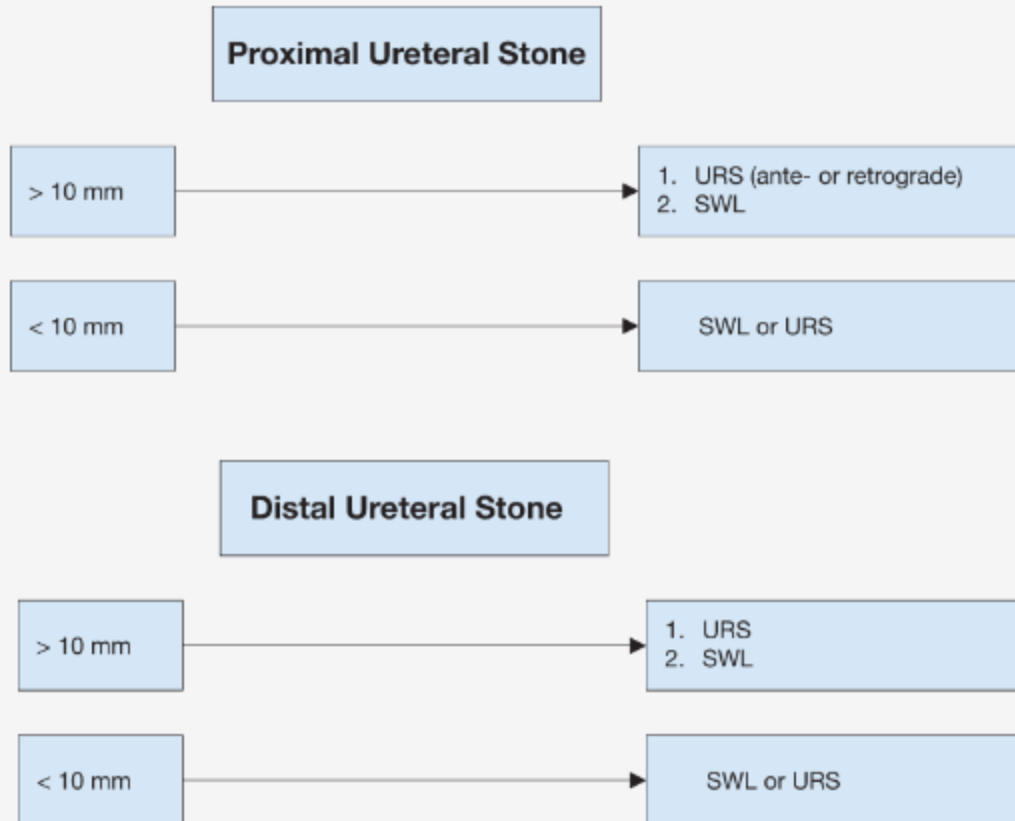 Proximal Ureteral Stone
> 10 mm
1. URS (ante- or retrograde)
2. SWL
< 10 mm
SWL or URS
Distal Ureteral Stone
> 10 mm
1. URS
2. SWL
< 10 mm
SWL or URS